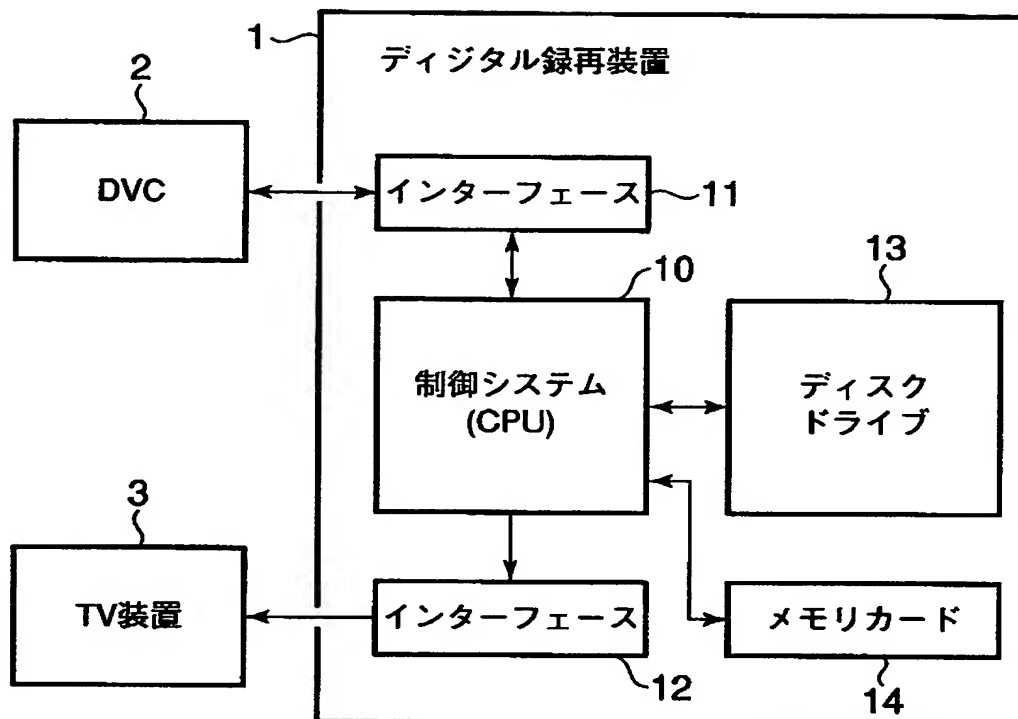 1
ディジタル録再装置
2
DVC
インターフェース
11
10
制御システム
(CPU)
13
ディスク
ドライブ
3
TV装置
インターフェース
12
メモリカード
14